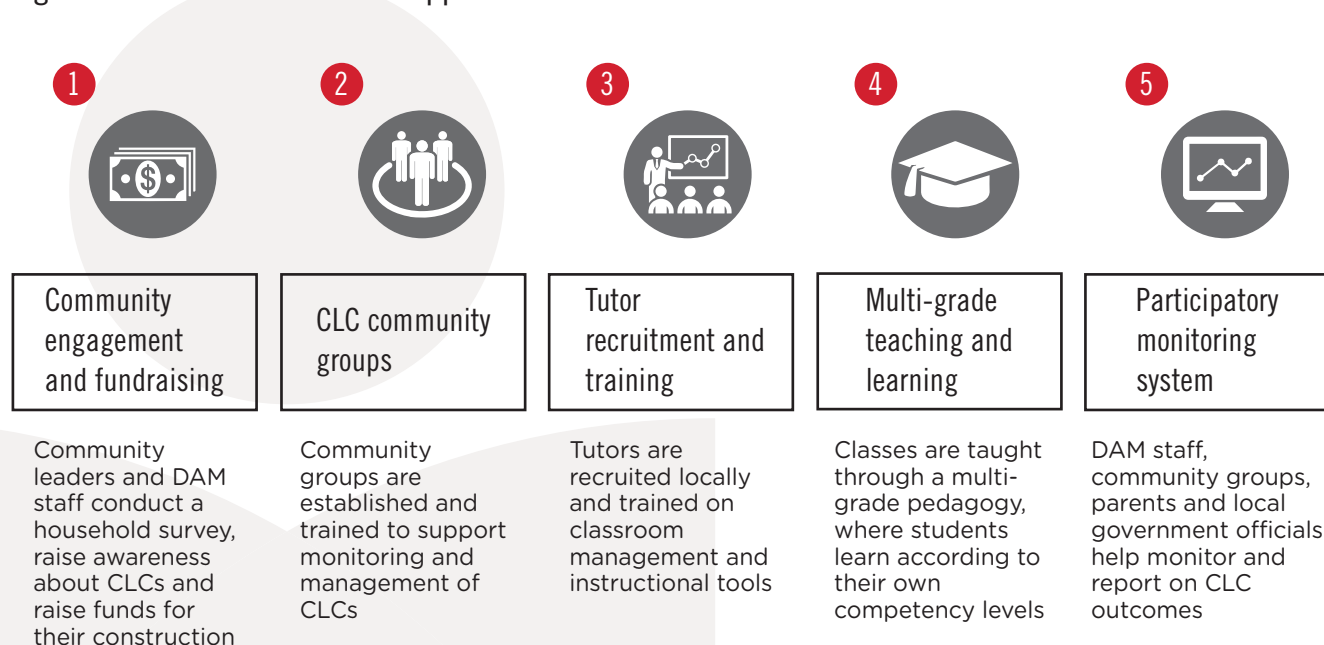 1
Community
engagement
and fundraising
Community
leaders and DAM
staff conduct a
household survey,
raise awareness
about CLCs and
raise funds for
their construction
2
CLC community
groups
Community
groups are
established and
trained to support
monitoring and
management of
CLCs
3
Tutor
recruitment and
training
Tutors are
recruited locally
and trained on
classroom
management and
instructional tools
4
Multi-grade
teaching and
learning
Classes are taught
through a multi-
grade pedagogy,
where students
learn according to
their own
competency levels
5
Participatory
monitoring
system
DAM staff,
community groups,
parents and local
government officials
help monitor and
report on CLC
outcomes